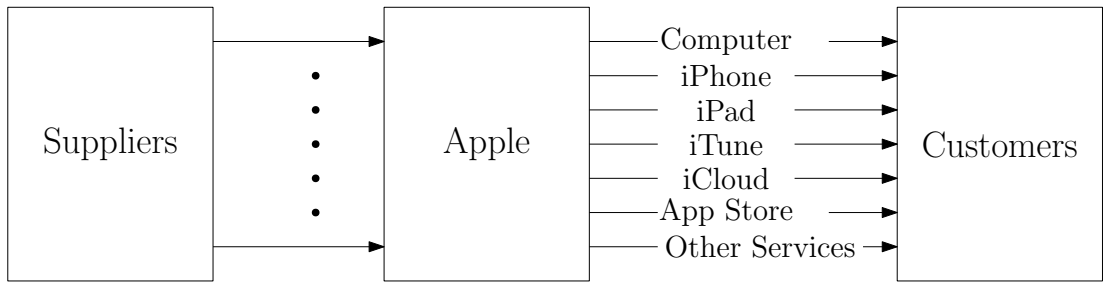 Suppliers
Apple
Computer
iPhone
iPad
iTune
iCloud
App Store
Other Services
Customers